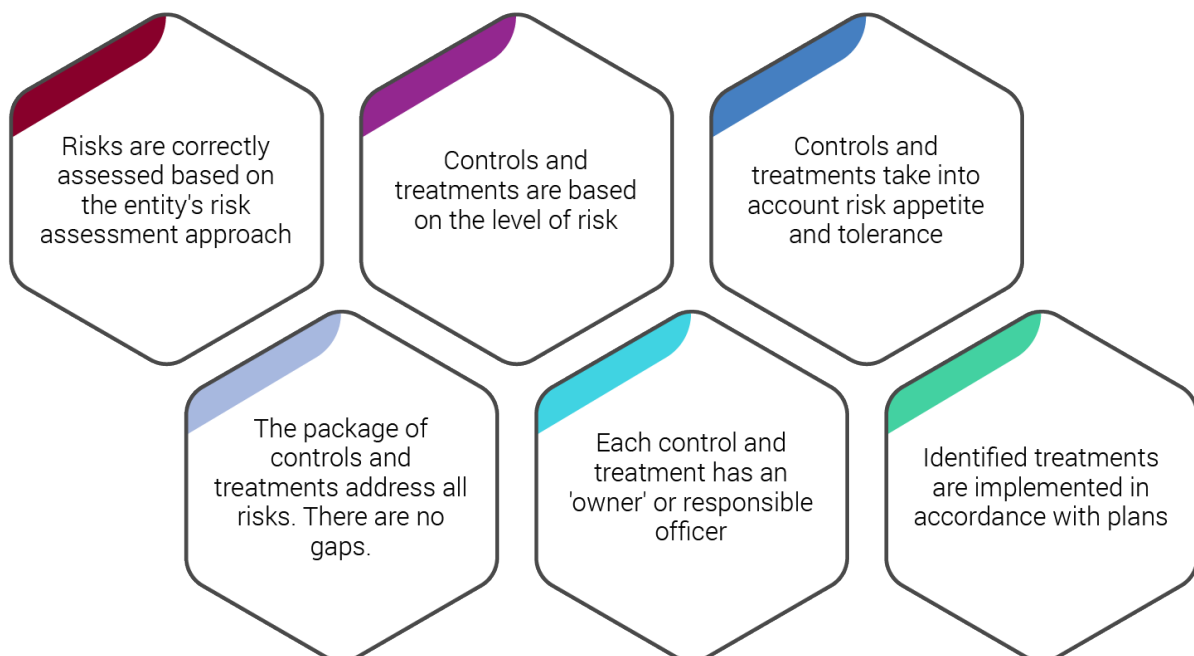 Risks are correctly
assessed based on
the entity's risk
assessment approach
Controls and
treatments are based
on the level of risk
Controls and
treatments take into
account risk appetite
and tolerance
The package of
controls and
treatments address all
risks. There are no
gaps.
Each control and
treatment has an
'owner' or responsible
officer
Identified treatments
are implemented in
accordance with plans